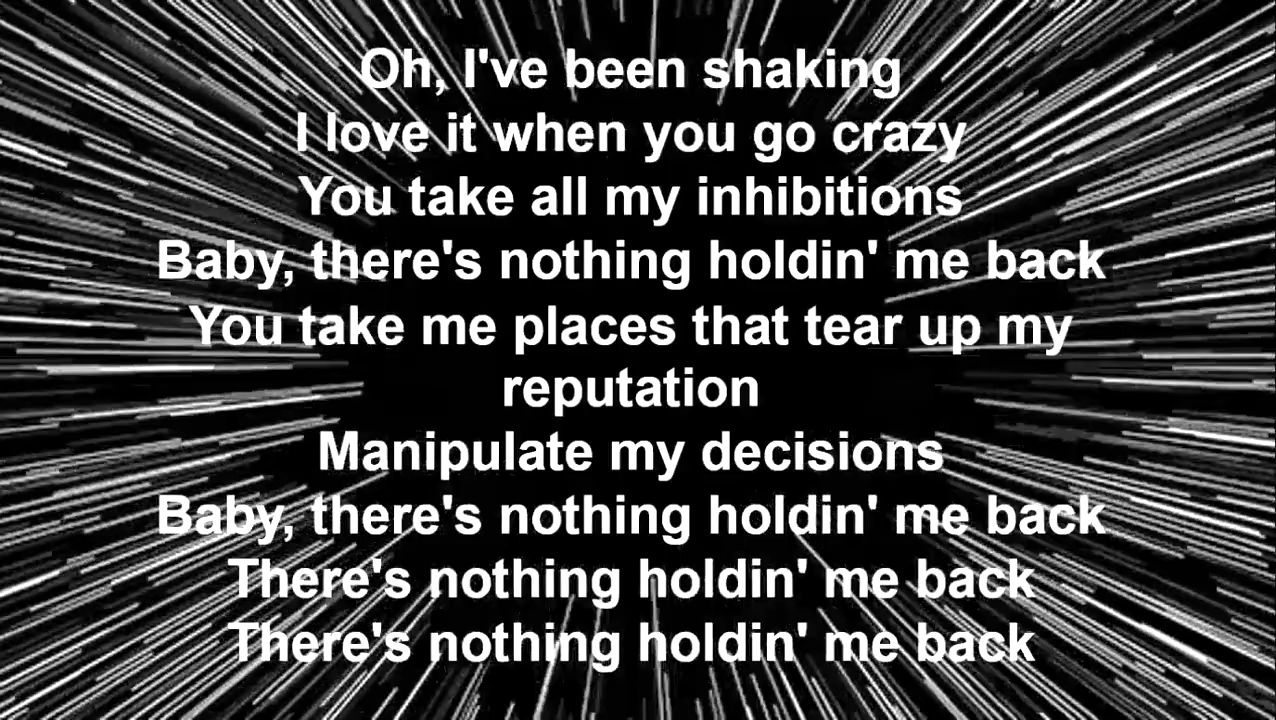 Oh, I've been shaking
I love it when you go crazy
You take all my inhibitions
Baby, there's nothing holdin' me back
You take me places that tear up my
reputation
Manipulate my decisions
Baby, there's nothing holdin' me back
There's nothing holdin' me back
There's nothing holdin' me back